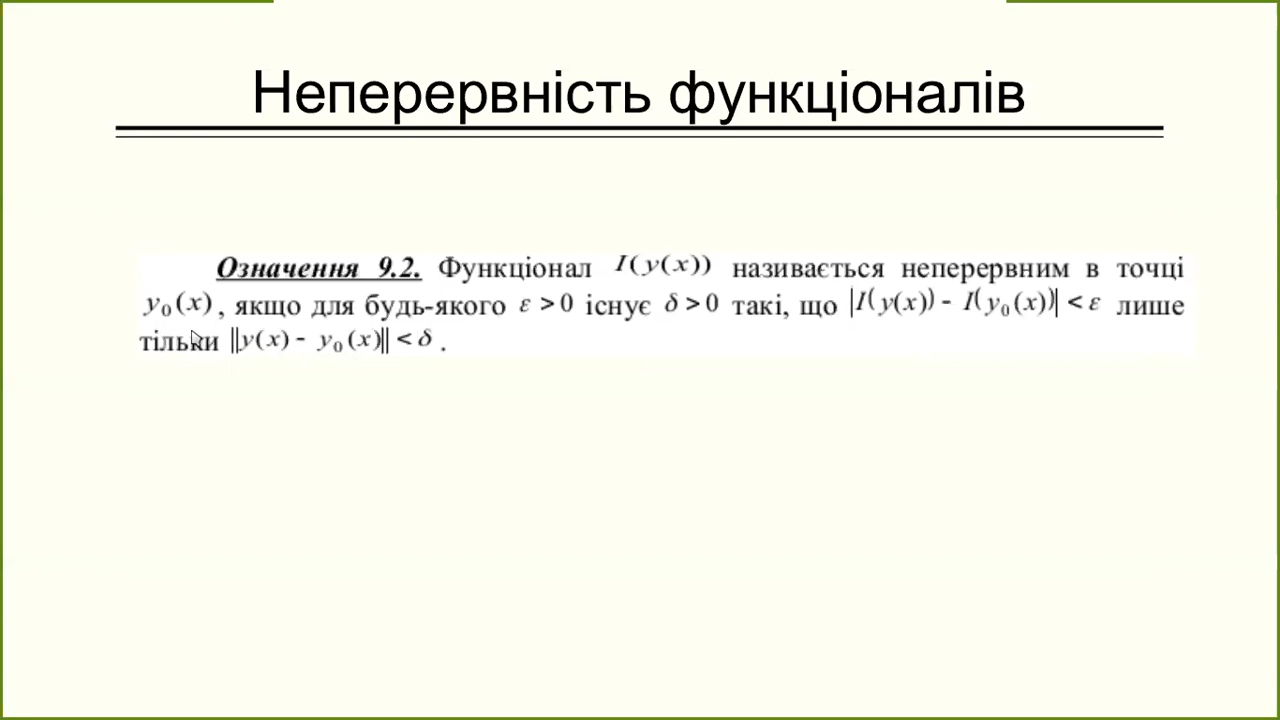 Неперервність функціоналів
Означення 9.2. Функціонал I(y(x)) називається неперервним в точці
y₀(x), якщо для будь-якого ε > 0 існує δ > 0 такі, що |I(y(x)) - I(y₀(x))| < ε лише
тільки ||y(x) - y₀(x)|| < δ .